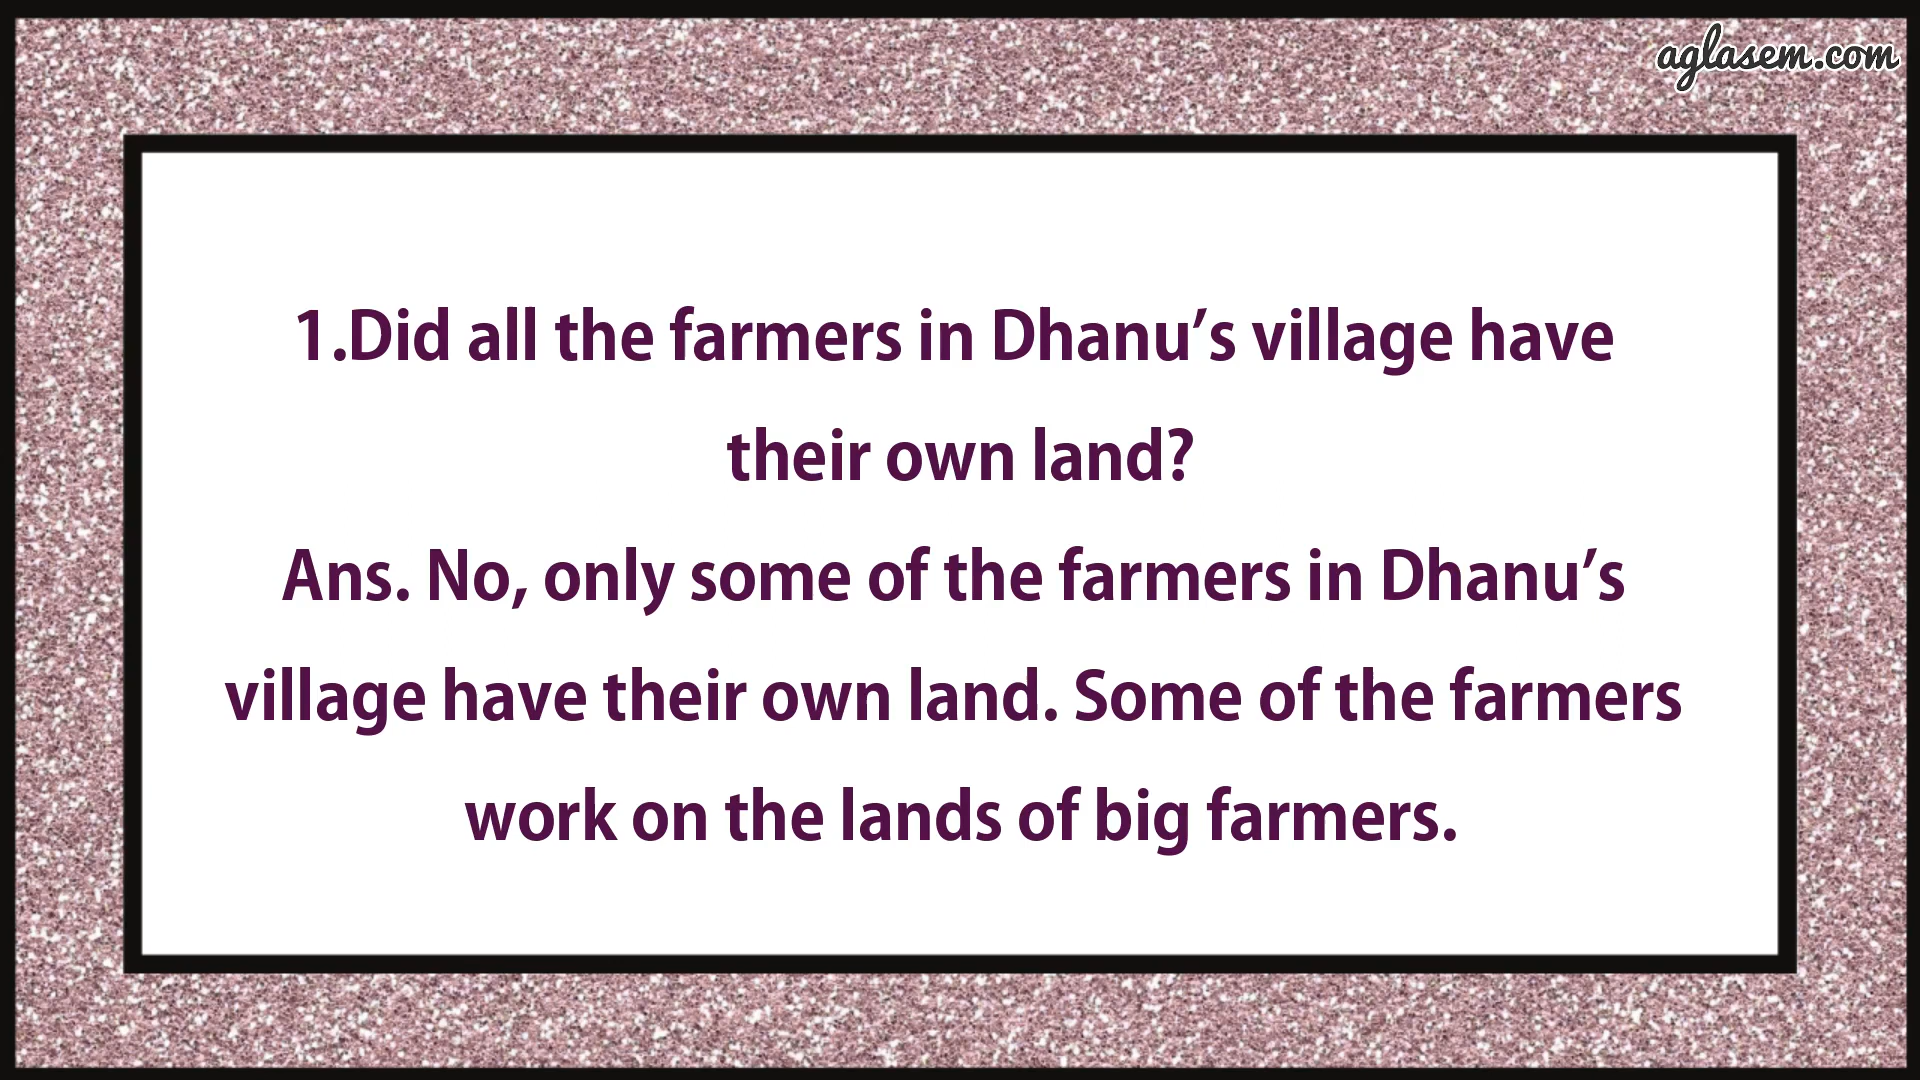 aglasem.com
1.Did all the farmers in Dhanu’s village have
their own land?
Ans. No, only some of the farmers in Dhanu’s
village have their own land. Some of the farmers
work on the lands of big farmers.